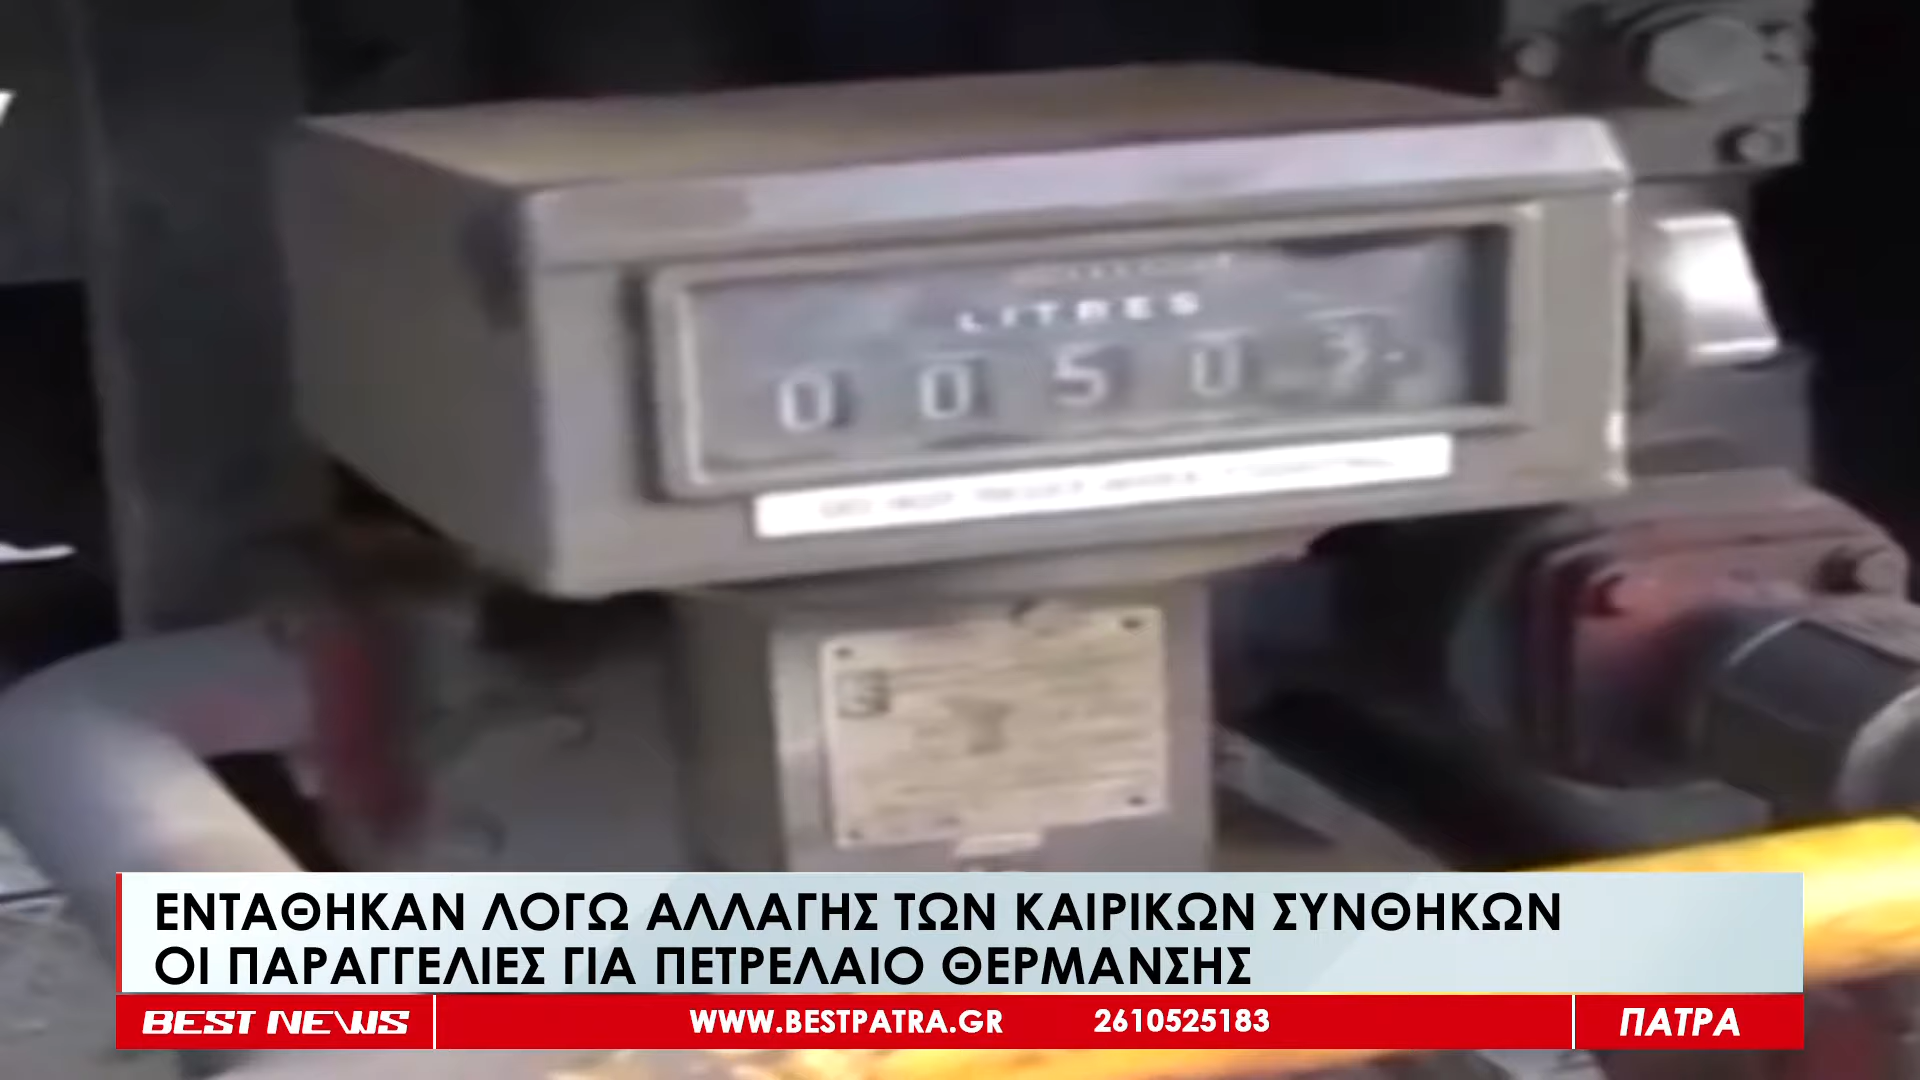 LITRES
0 0 5 0
ΕΝΤΑΘΗΚΑΝ ΛΟΓΩ ΑΛΛΑΓΗΣ ΤΩΝ ΚΑΙΡΙΚΩΝ ΣΥΝΘΗΚΩΝ
ΟΙ ΠΑΡΑΓΓΕΛΙΕΣ ΓΙΑ ΠΕΤΡΕΛΑΙΟ ΘΕΡΜΑΝΣΗΣ
BEST NEWS WWW.BESTPATRA.GR 2610525183 ΠΑΤΡΑ